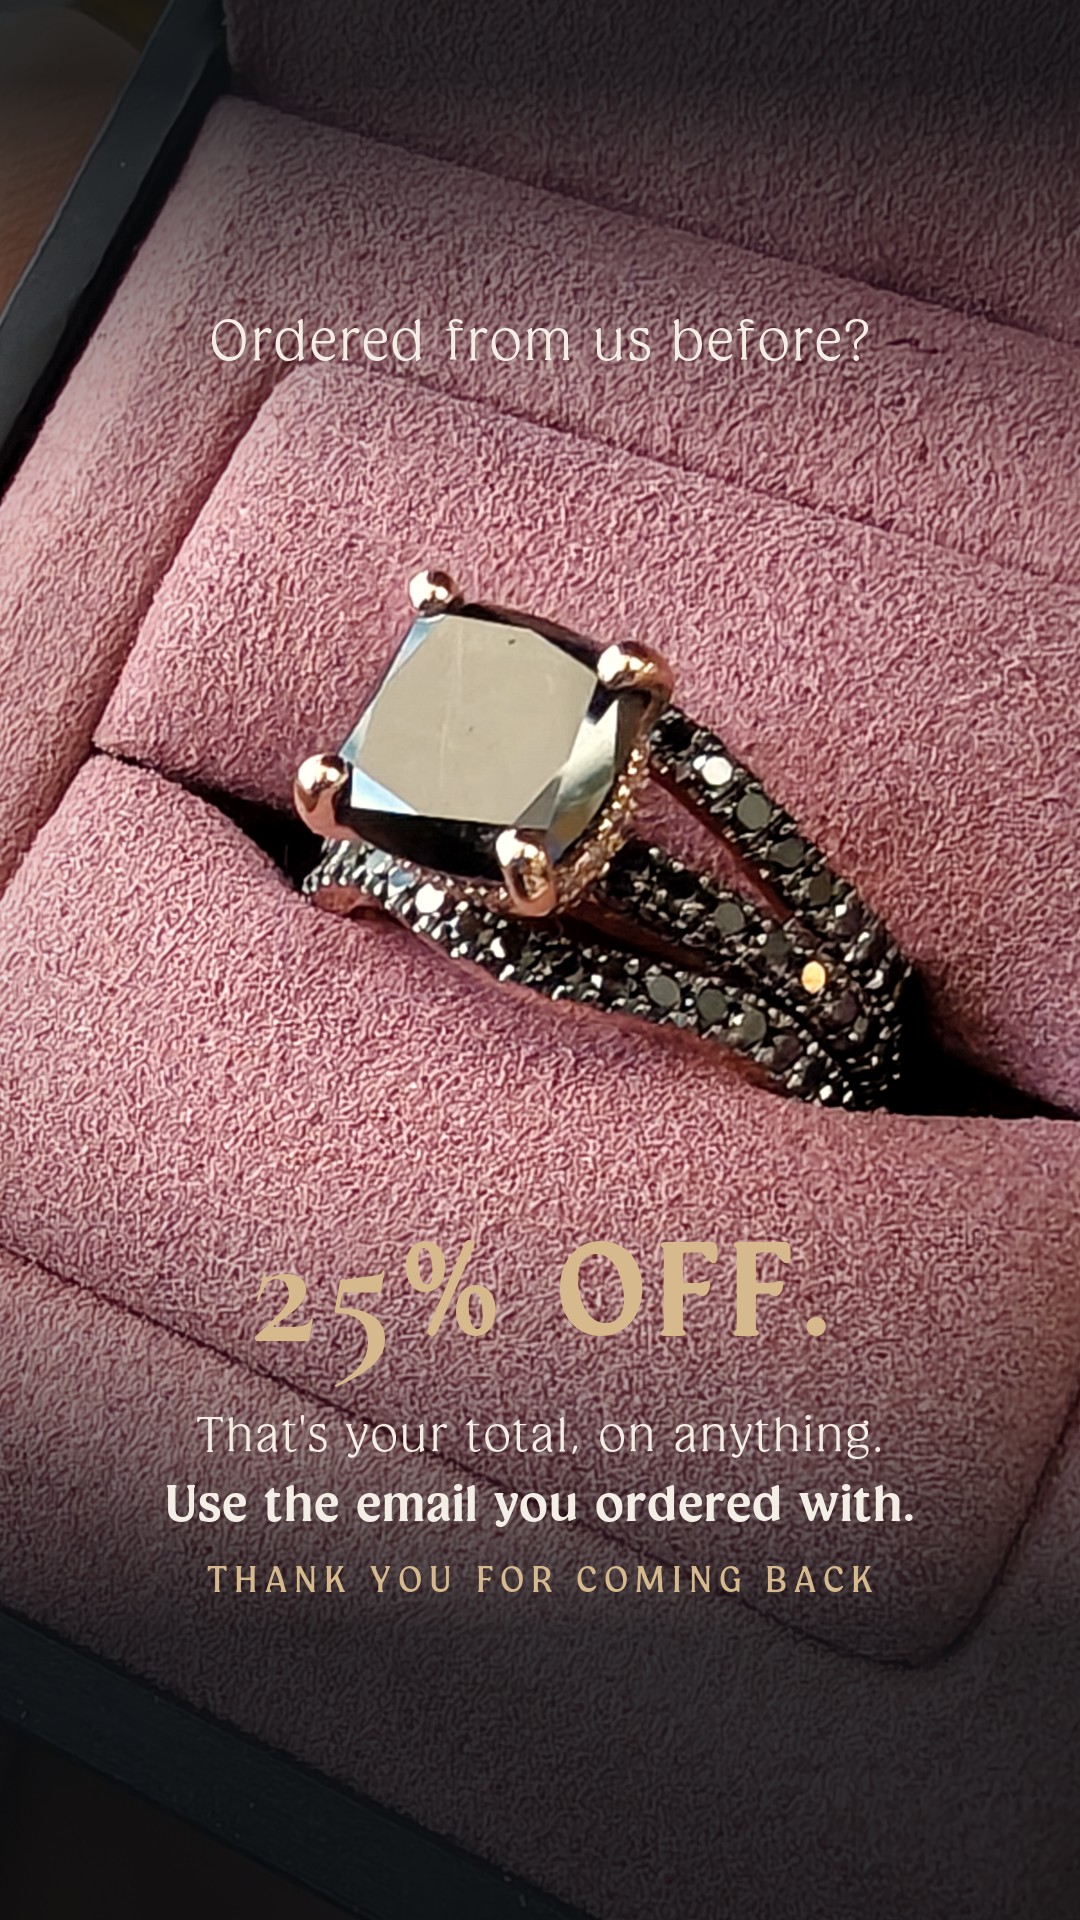 Ordered from us before?
25% OFF.
That's your total, on anything.
Use the email you ordered with.
THANK YOU FOR COMING BACK